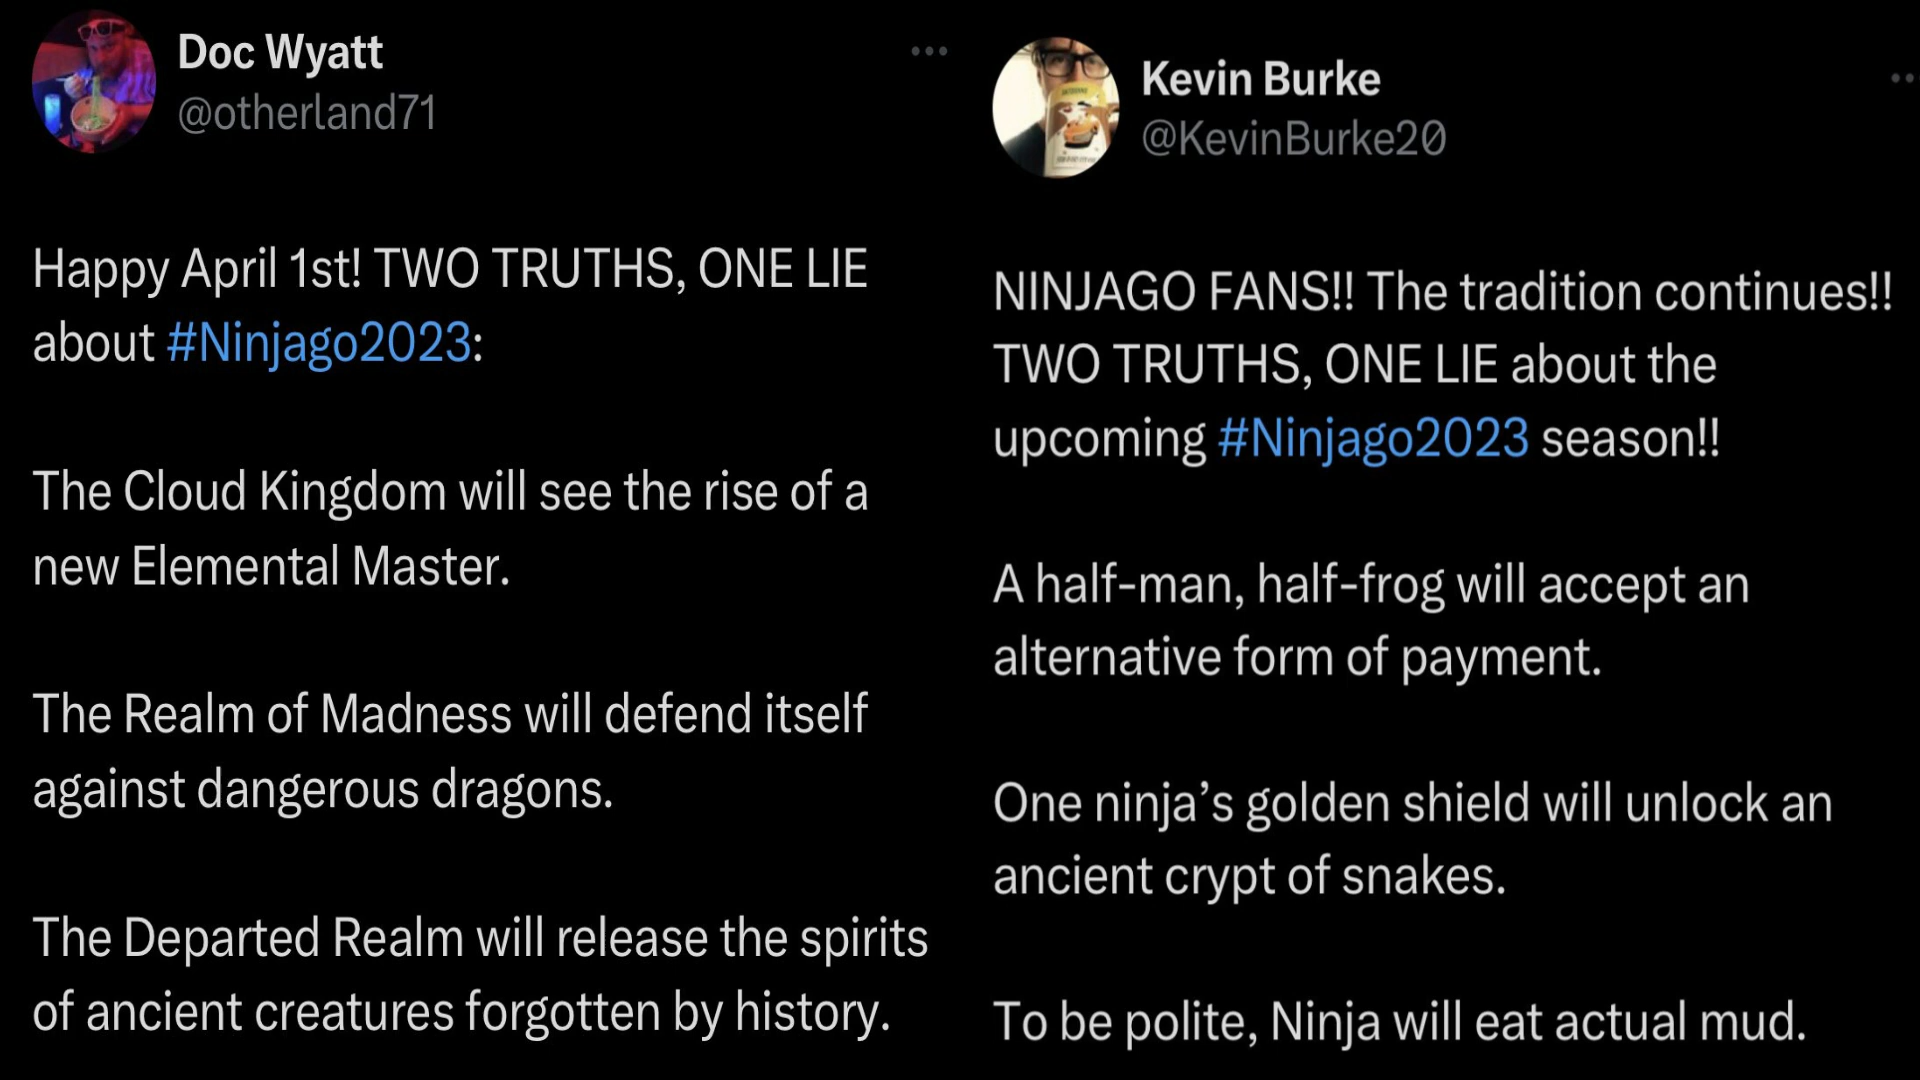 Doc Wyatt
@otherland71
Happy April 1st! TWO TRUTHS, ONE LIE
about #Ninjago2023:
The Cloud Kingdom will see the rise of a
new Elemental Master.
The Realm of Madness will defend itself
against dangerous dragons.
The Departed Realm will release the spirits
of ancient creatures forgotten by history.
Kevin Burke
@KevinBurke20
NINJAGO FANS!! The tradition continues!!
TWO TRUTHS, ONE LIE about the
upcoming #Ninjago2023 season!!
A half-man, half-frog will accept an
alternative form of payment.
One ninja’s golden shield will unlock an
ancient crypt of snakes.
To be polite, Ninja will eat actual mud.